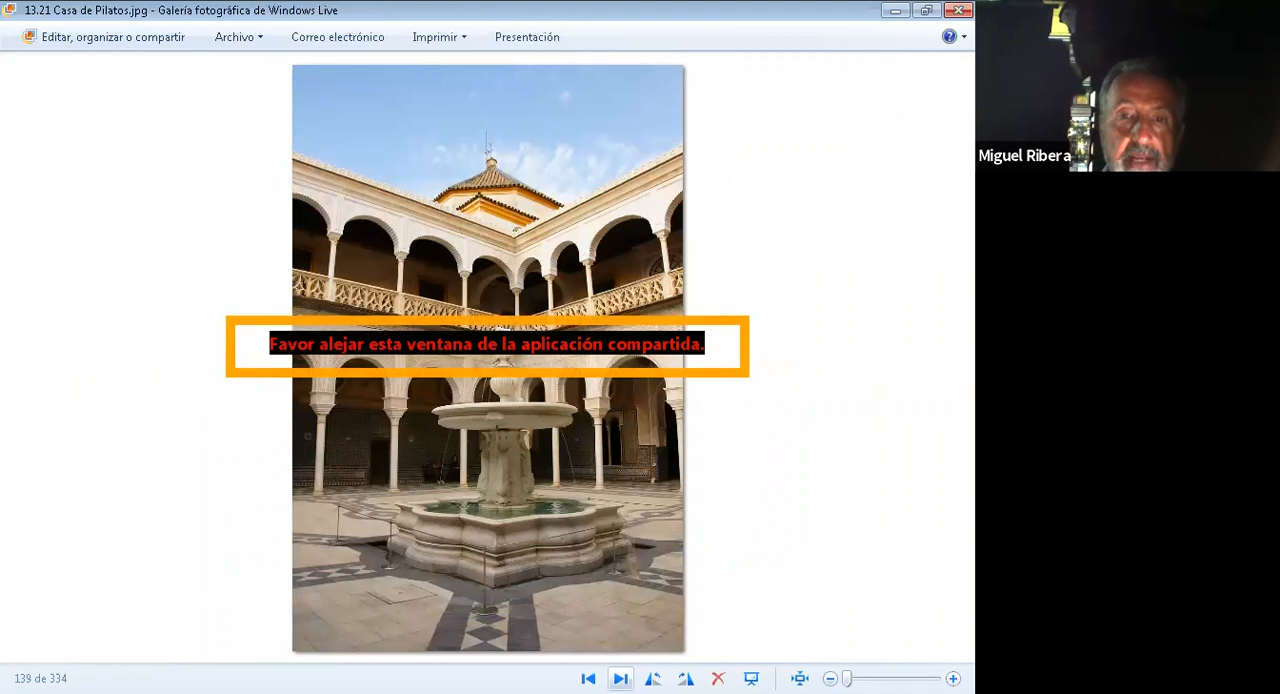 13.21 Casa de Pilatos.jpg - Galería fotográfica de Windows Live
Editar, organizar o compartir
Archivo
Correo electrónico
Imprimir
Presentación
Miguel Ribera
Favor alejar esta ventana de la aplicación compartida.
139 de 334